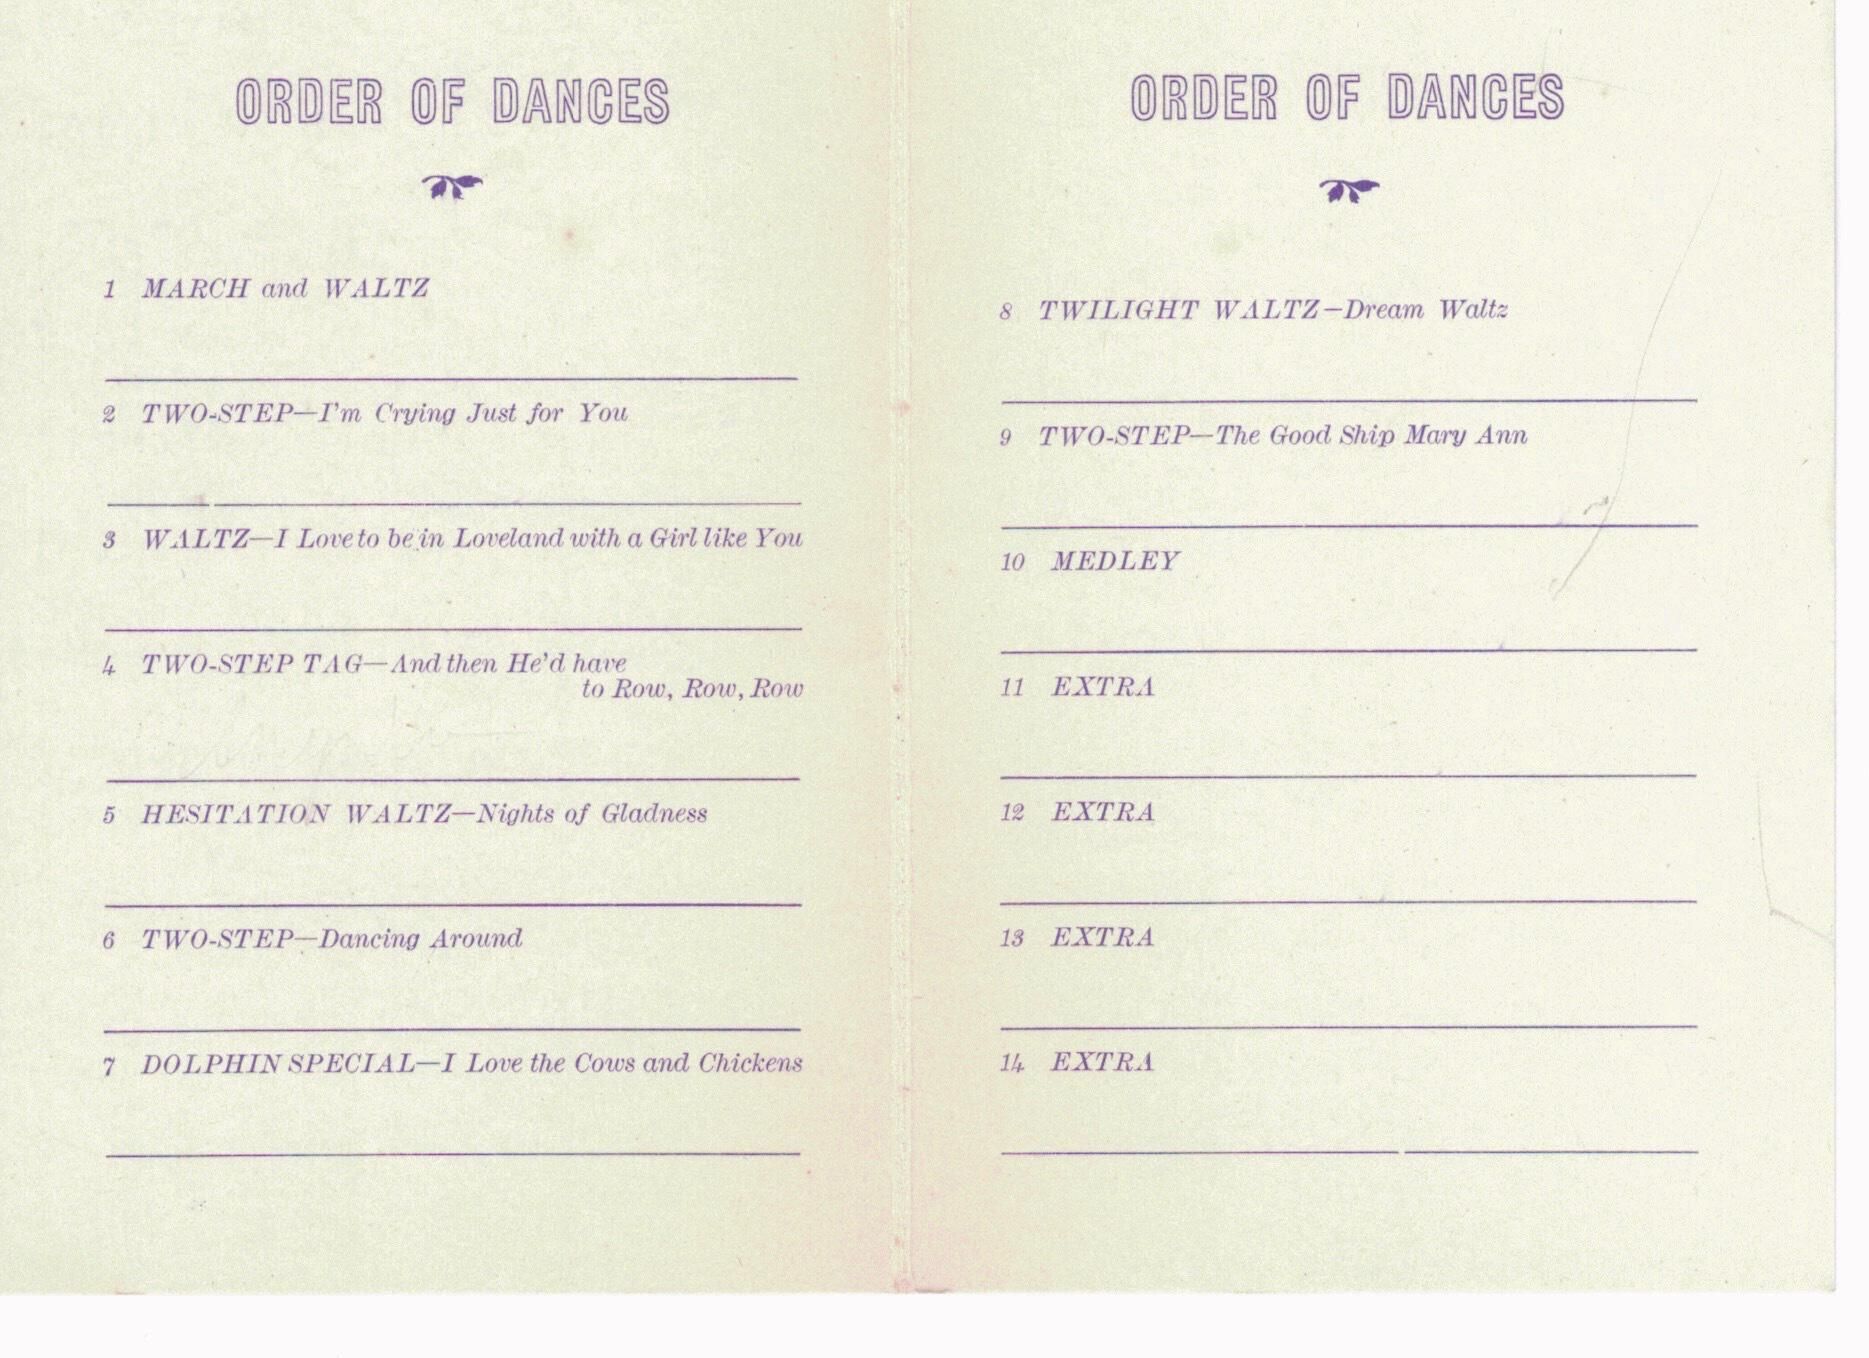 ORDER OF DANCES
1 MARCH and WALTZ
2 TWO-STEP—I'm Crying Just for You
3 WALTZ—I Love to be in Loveland with a Girl like You
4 TWO-STEP TAG—And then He'd have
to Row, Row, Row
5 HESITATION WALTZ—Nights of Gladness
6 TWO-STEP—Dancing Around
7 DOLPHIN SPECIAL—I Love the Cows and Chickens
ORDER OF DANCES
8 TWILIGHT WALTZ—Dream Waltz
9 TWO-STEP—The Good Ship Mary Ann
10 MEDLEY
11 EXTRA
12 EXTRA
13 EXTRA
14 EXTRA